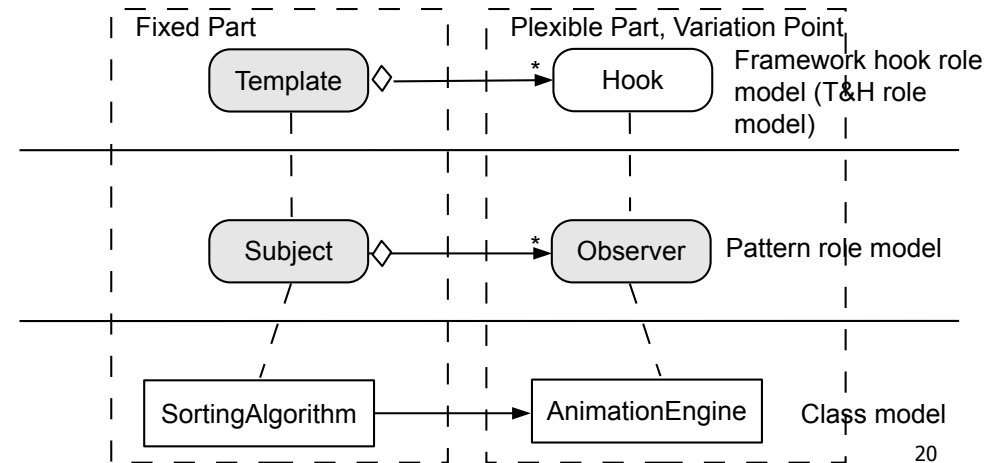 Fixed Part
Plexible Part, Variation Point
Template
*
Hook
Framework hook role
model (T&H role
model)
Subject
*
Observer
Pattern role model
SortingAlgorithm
AnimationEngine
Class model
20